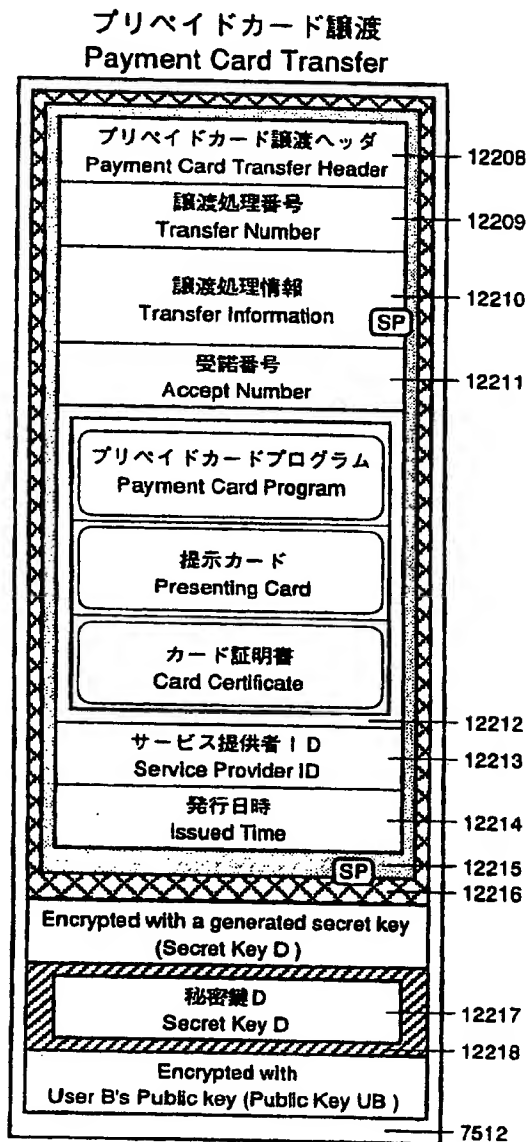 プリペイドカード譲渡
Payment Card Transfer
プリペイドカード譲渡ヘッダ
Payment Card Transfer Header
12208
譲渡処理番号
Transfer Number
12209
譲渡処理情報
Transfer Information
SP
12210
受諾番号
Accept Number
12211
プリペイドカードプログラム
Payment Card Program
提示カード
Presenting Card
カード証明書
Card Certificate
12212
サービス提供者ID
Service Provider ID
12213
発行日時
Issued Time
12214
SP
12215
12216
Encrypted with a generated secret key
(Secret Key D )
秘密鍵D
Secret Key D
12217
12218
Encrypted with
User B's Public key (Public Key UB )
7512